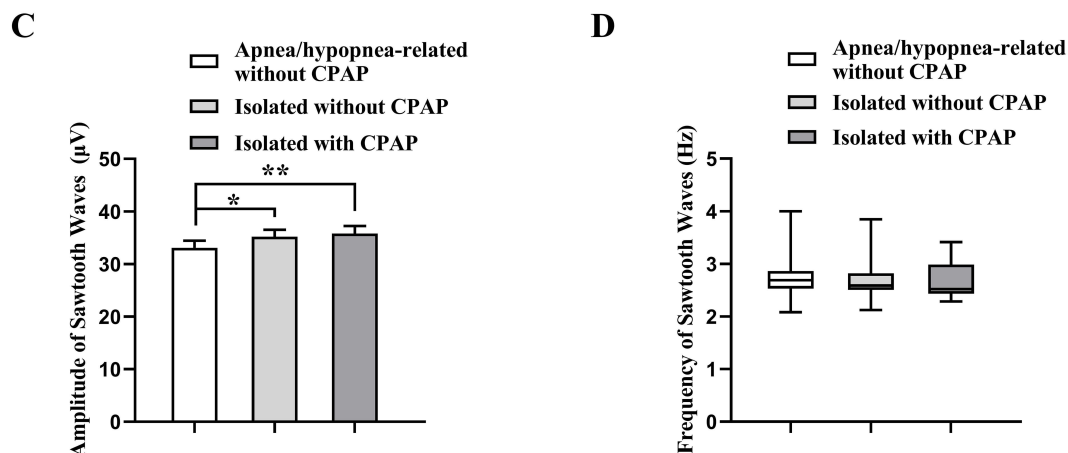 C
Apnea/hypopnea-related
without CPAP
Isolated without CPAP
Isolated with CPAP
Amplitude of Sawtooth Waves (μV)
50
40
30
20
10
0
**
*
D
Apnea/hypopnea-related
without CPAP
Isolated without CPAP
Isolated with CPAP
Frequency of Sawtooth Waves (Hz)
5
4
3
2
1
0